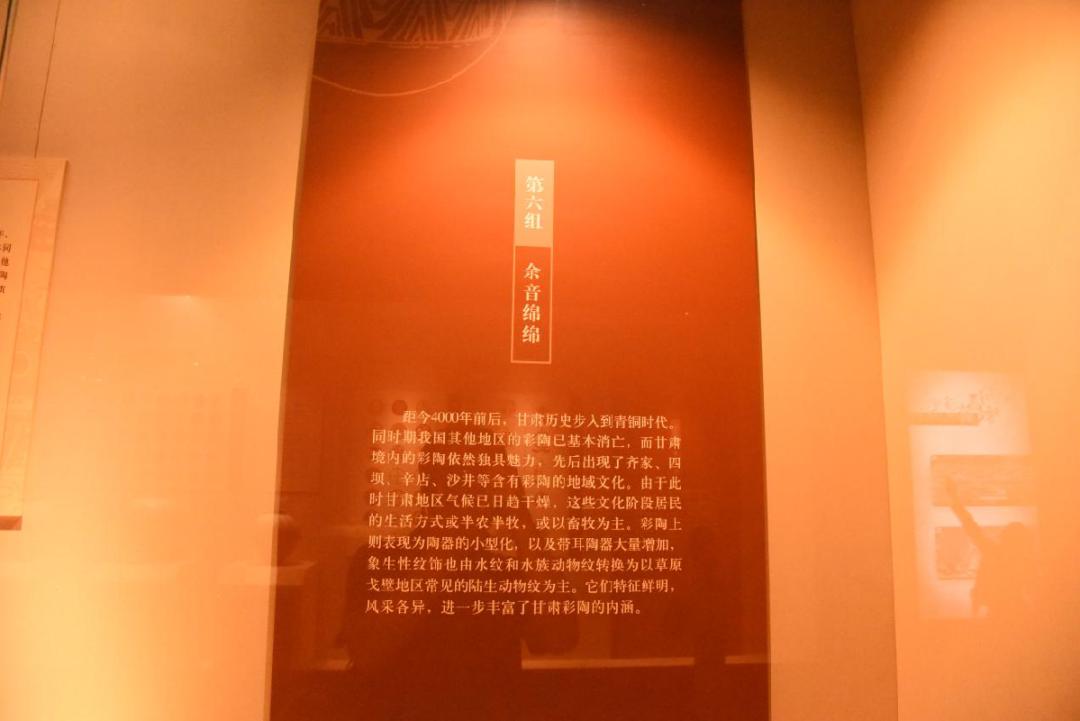 第六组
余音绵绵
距今4000年前后，甘肃历史步入到青铜时代。
同时期我国其他地区的彩陶已基本消亡，而甘肃
境内的彩陶依然独具魅力，先后出现了齐家、四
坝、辛店、沙井等含有彩陶的地域文化。由于此
时甘肃地区气候已日趋干燥，这些文化阶段居民
的生活方式或半农半牧，或以畜牧为主。彩陶上
则表现为陶器的小型化，以及带耳陶器大量增加，
象生性纹饰也由水纹和水族动物纹转换为以草原
戈壁地区常见的陆生动物纹为主。它们特征鲜明，
风采各异，进一步丰富了甘肃彩陶的内涵。